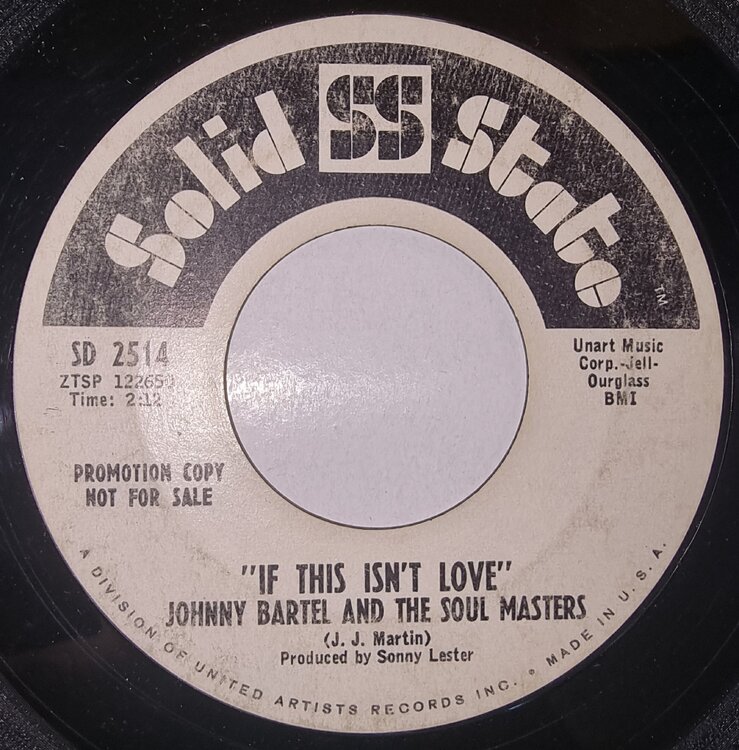 Solid SS State
TM
SD 2514
ZTSP 122650
Time: 2:12
Unart Music
Corp.-Jell-
Ourglass
BMI
PROMOTION COPY
NOT FOR SALE
"IF THIS ISN'T LOVE"
JOHNNY BARTEL AND THE SOUL MASTERS
(J. J. Martin)
Produced by Sonny Lester
A DIVISION OF UNITED ARTISTS RECORDS INC. • MADE IN U.S.A.